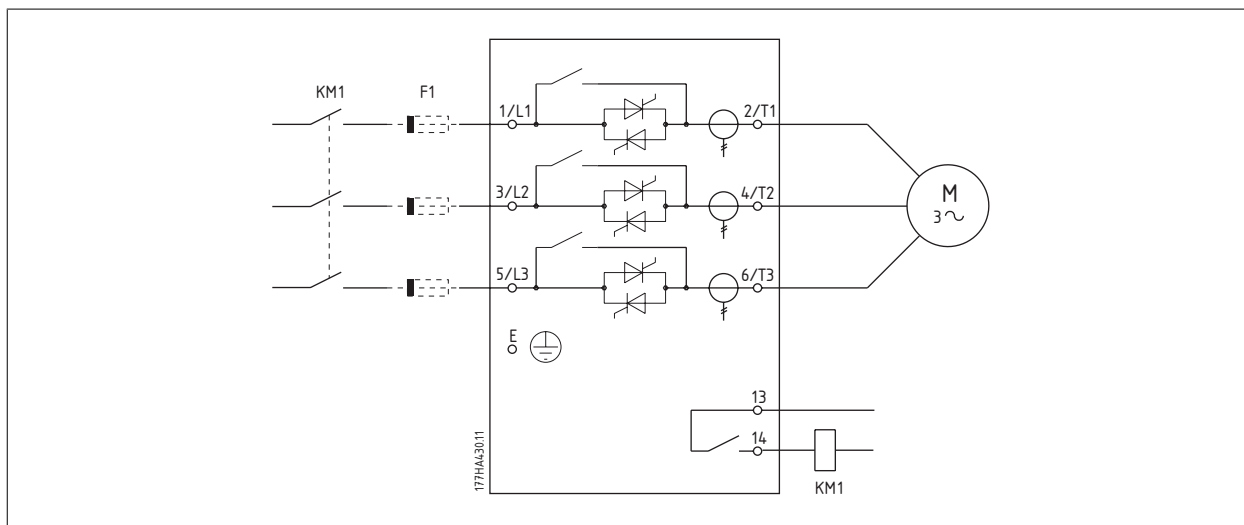 KM1
F1
1/L1
2/T1
3/L2
4/T2
M
3~
5/L3
6/T3
E
13
14
KM1
177HA430.11